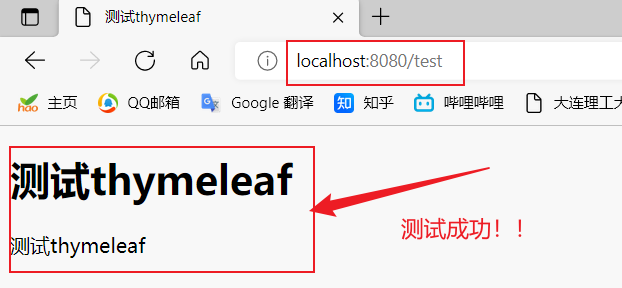 测试thymeleaf
localhost:8080/test
hao 主页 QQ邮箱 Google 翻译 知 知乎 哔哩哔哩 大连理工大
测试thymeleaf
测试thymeleaf
测试成功！！